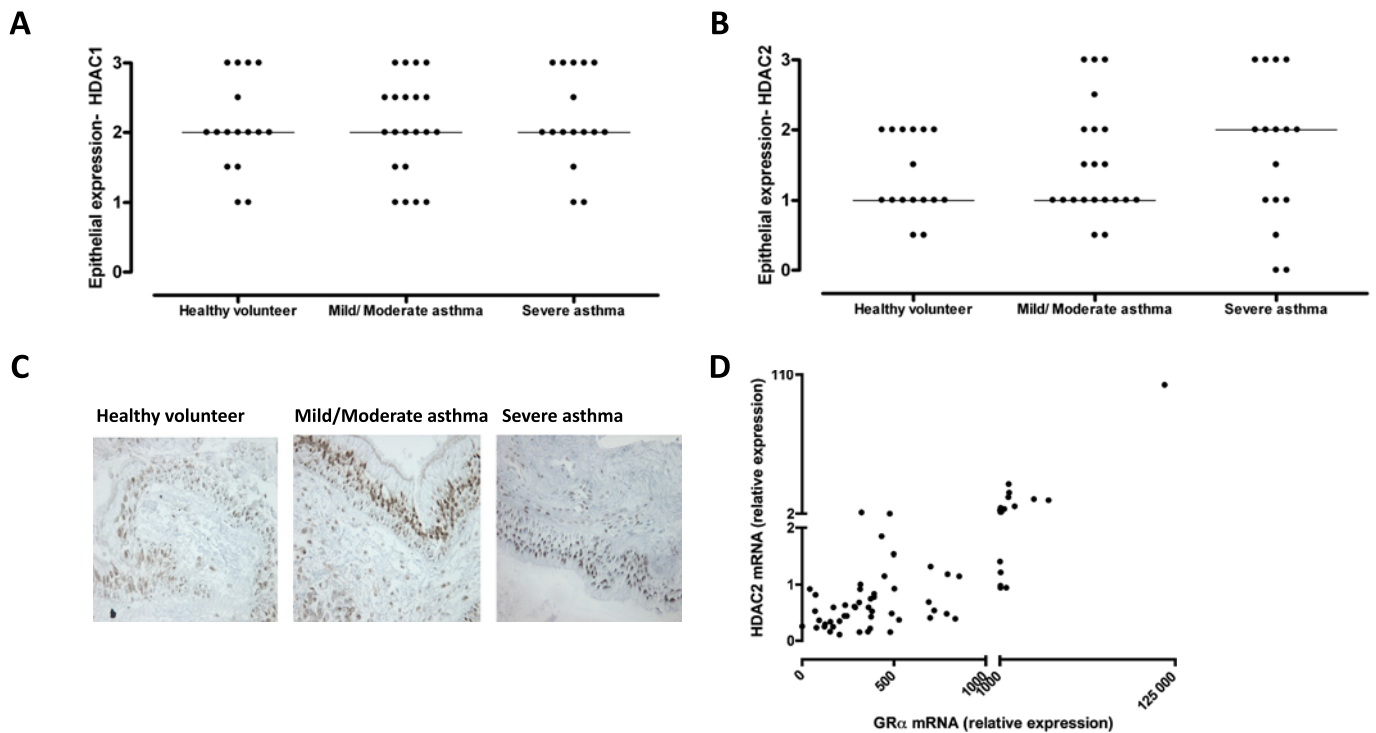 A
Epithelial expression- HDAC1
3
2
1
0
Healthy volunteer
Mild/ Moderate asthma
Severe asthma
B
Epithelial expression- HDAC2
3
2
1
0
Healthy volunteer
Mild/ Moderate asthma
Severe asthma
C
Healthy volunteer
Mild/Moderate asthma
Severe asthma
D
HDAC2 mRNA (relative expression)
110
2
2
1
0
0
500
1000
1000
125 000
GRα mRNA (relative expression)